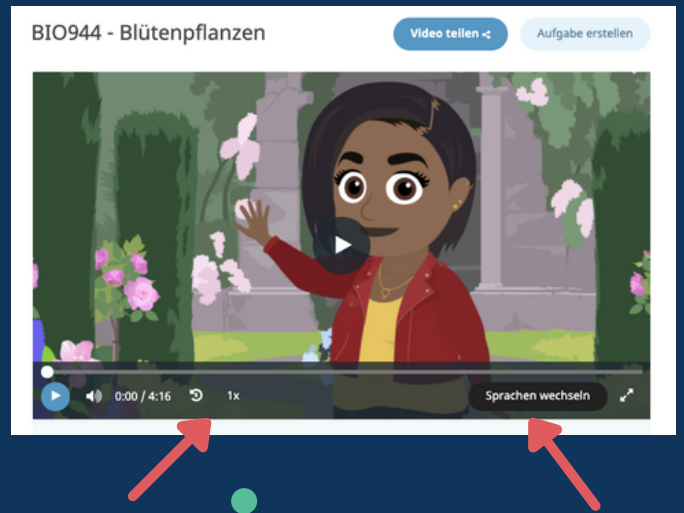 BIO944 - Blütenpflanzen
Video teilen
Aufgabe erstellen
0:00 / 4:16
1x
Sprachen wechseln